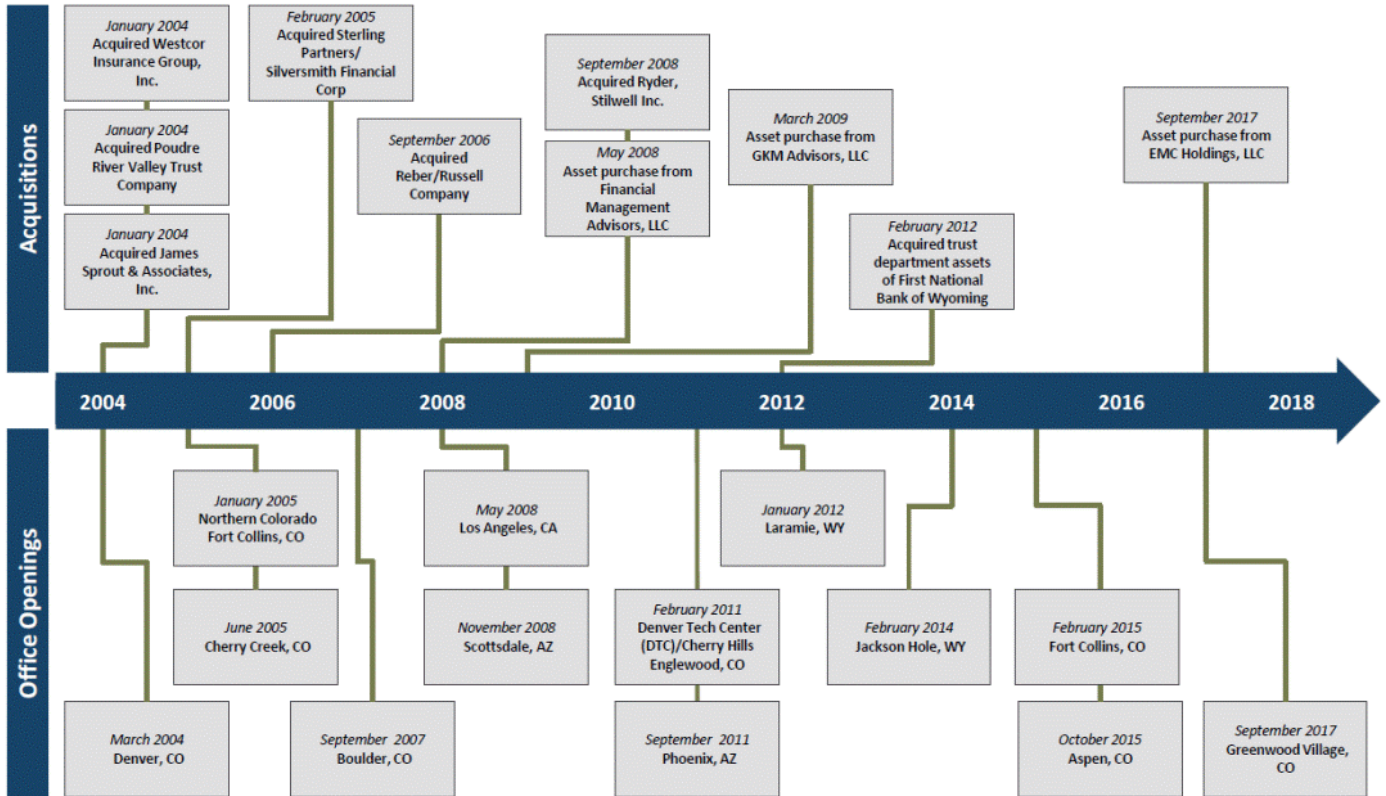 Acquisitions
January 2004
Acquired Westcor
Insurance Group,
Inc.
January 2004
Acquired Poudre
River Valley Trust
Company
January 2004
Acquired James
Sprout & Associates,
Inc.
February 2005
Acquired Sterling
Partners/
Silversmith Financial
Corp
September 2006
Acquired
Reber/Russell
Company
September 2008
Acquired Ryder,
Stilwell Inc.
May 2008
Asset purchase from
Financial
Management
Advisors, LLC
March 2009
Asset purchase from
GKM Advisors, LLC
February 2012
Acquired trust
department assets
of First National
Bank of Wyoming
September 2017
Asset purchase from
EMC Holdings, LLC
2004 2006 2008 2010 2012 2014 2016 2018
Office Openings
March 2004
Denver, CO
January 2005
Northern Colorado
Fort Collins, CO
June 2005
Cherry Creek, CO
September 2007
Boulder, CO
May 2008
Los Angeles, CA
November 2008
Scottsdale, AZ
February 2011
Denver Tech Center
(DTC)/Cherry Hills
Englewood, CO
September 2011
Phoenix, AZ
January 2012
Laramie, WY
February 2014
Jackson Hole, WY
February 2015
Fort Collins, CO
October 2015
Aspen, CO
September 2017
Greenwood Village,
CO